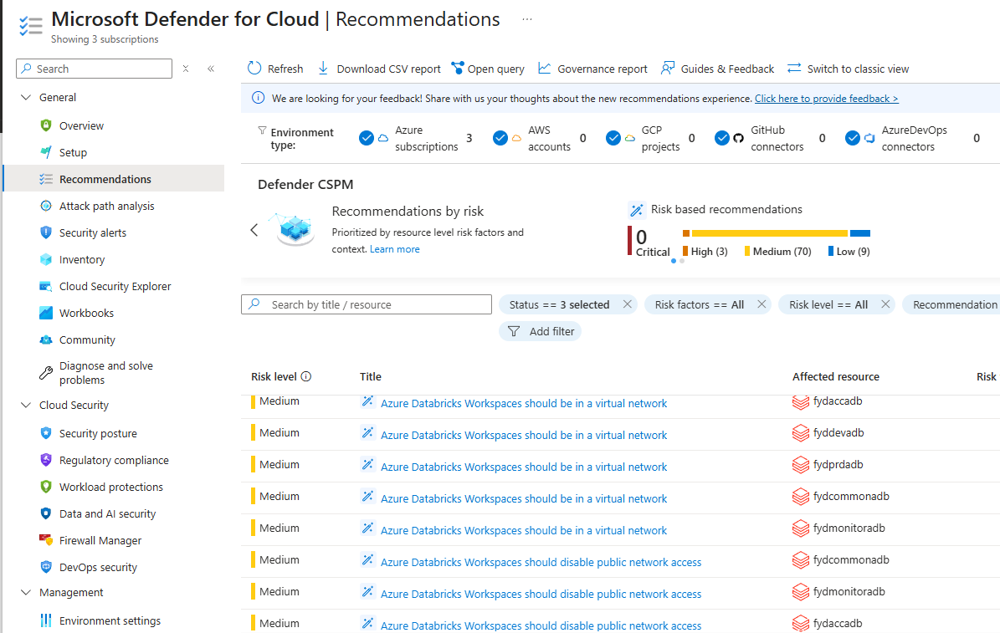 Microsoft Defender for Cloud | Recommendations ...
Showing 3 subscriptions
Search
General
Overview
Setup
Recommendations
Attack path analysis
Security alerts
Inventory
Cloud Security Explorer
Workbooks
Community
Diagnose and solve
problems
Cloud Security
Security posture
Regulatory compliance
Workload protections
Data and AI security
Firewall Manager
DevOps security
Management
Environment settings
Refresh Download CSV report Open query Governance report Guides & Feedback Switch to classic view
We are looking for your feedback! Share with us your thoughts about the new recommendations experience. Click here to provide feedback >
Environment
type:
Azure
subscriptions
3
AWS
accounts
0
GCP
projects
0
GitHub
connectors
0
AzureDevOps
connectors
0
Defender CSPM
Recommendations by risk
Prioritized by resource level risk factors and
context. Learn more
Risk based recommendations
0
Critical
High (3) Medium (70) Low (9)
Search by title / resource
Status == 3 selected
Risk factors == All
Risk level == All
Recommendation
Add filter
Risk level Title Affected resource Risk
Medium Azure Databricks Workspaces should be in a virtual network fydaccadb
Medium Azure Databricks Workspaces should be in a virtual network fyddevadb
Medium Azure Databricks Workspaces should be in a virtual network fydprdadb
Medium Azure Databricks Workspaces should be in a virtual network fydcommonadb
Medium Azure Databricks Workspaces should be in a virtual network fydmonitoradb
Medium Azure Databricks Workspaces should disable public network access fydcommonadb
Medium Azure Databricks Workspaces should disable public network access fydmonitoradb
Medium Azure Databricks Workspaces should disable public network access fydaccadb